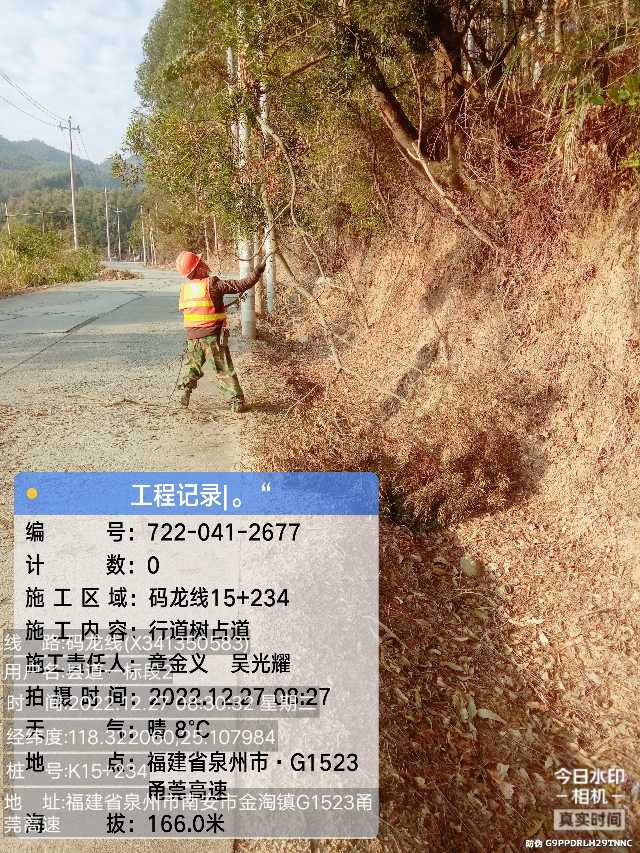 工程记录|。“
编号：722-041-2677
计数：0
施工区域：码龙线15+234
线 路:码龙线(X341350583)
施工内容：行道树占道
用户名:县道一标段2
施工责任人：章金义 吴光耀
时 间:2022.12.27 08:30:32 星期二
拍摄时间：2022.12.27 08:27
天气：晴 8℃
经纬度:118.322060,25.107984
地点：福建省泉州市·G1523
甬莞高速
桩 号:K15+234
地 址:福建省泉州市南安市金淘镇G1523甬
莞高速
海拔：166.0米
今日水印
相机
真实时间
防伪 G9PPDRLH29TNNC